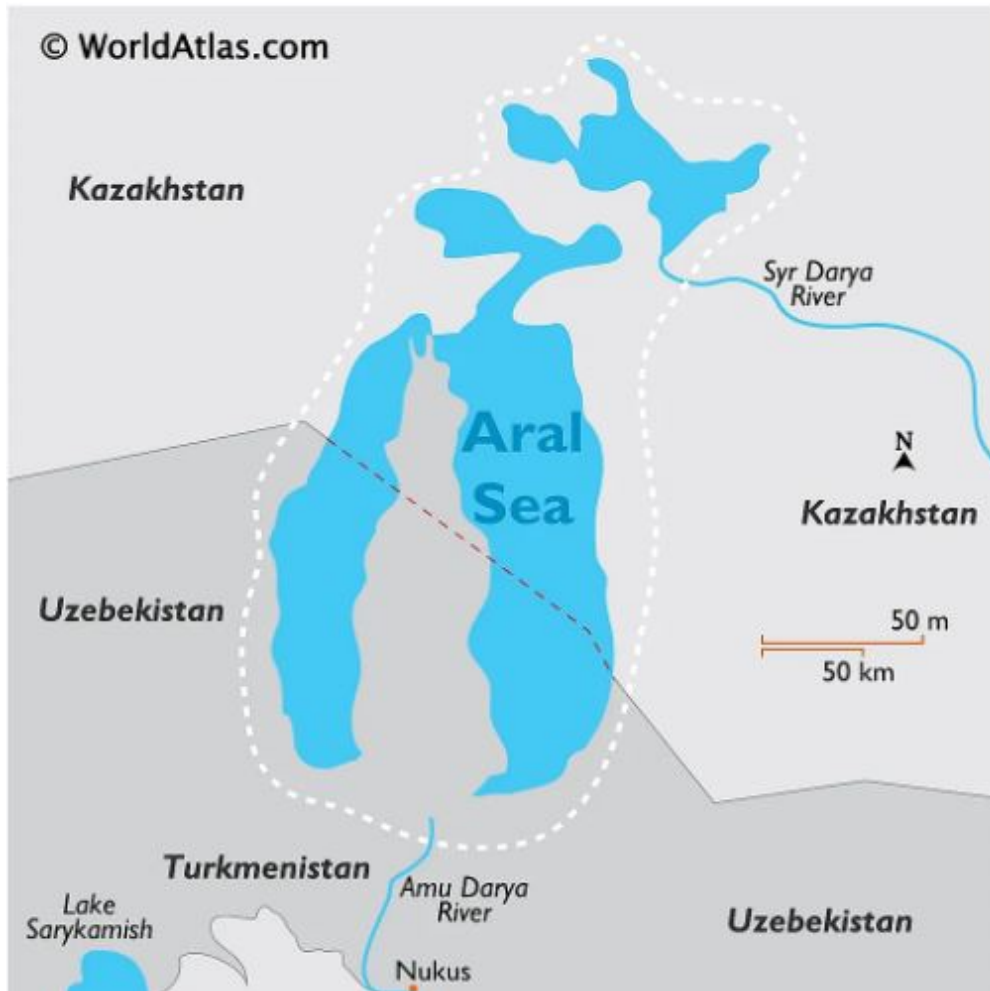 © WorldAtlas.com
Kazakhstan
Syr Darya
River
Aral
Sea
N
Kazakhstan
Uzebekistan
50 m
50 km
Turkmenistan
Amu Darya
River
Lake
Sarykamish
Uzebekistan
Nukus